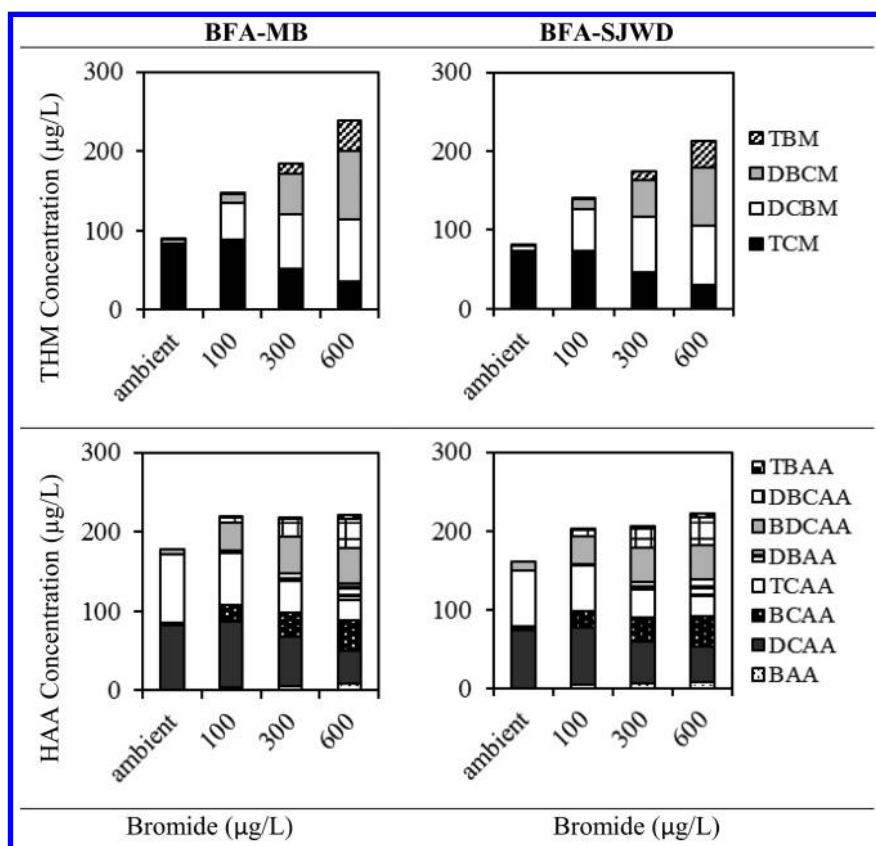 BFA-MB BFA-SJWD
THM Concentration (µg/L)
300
200
100
0
ambient 100 300 600
300
200
100
0
ambient 100 300 600
TBM
DBCM
DCBM
TCM
HAA Concentration (µg/L)
300
200
100
0
ambient 100 300 600
300
200
100
0
ambient 100 300 600
TBAA
DBCAA
BDCAA
DBAA
TCAA
BCAA
DCAA
BAA
Bromide (µg/L) Bromide (µg/L)